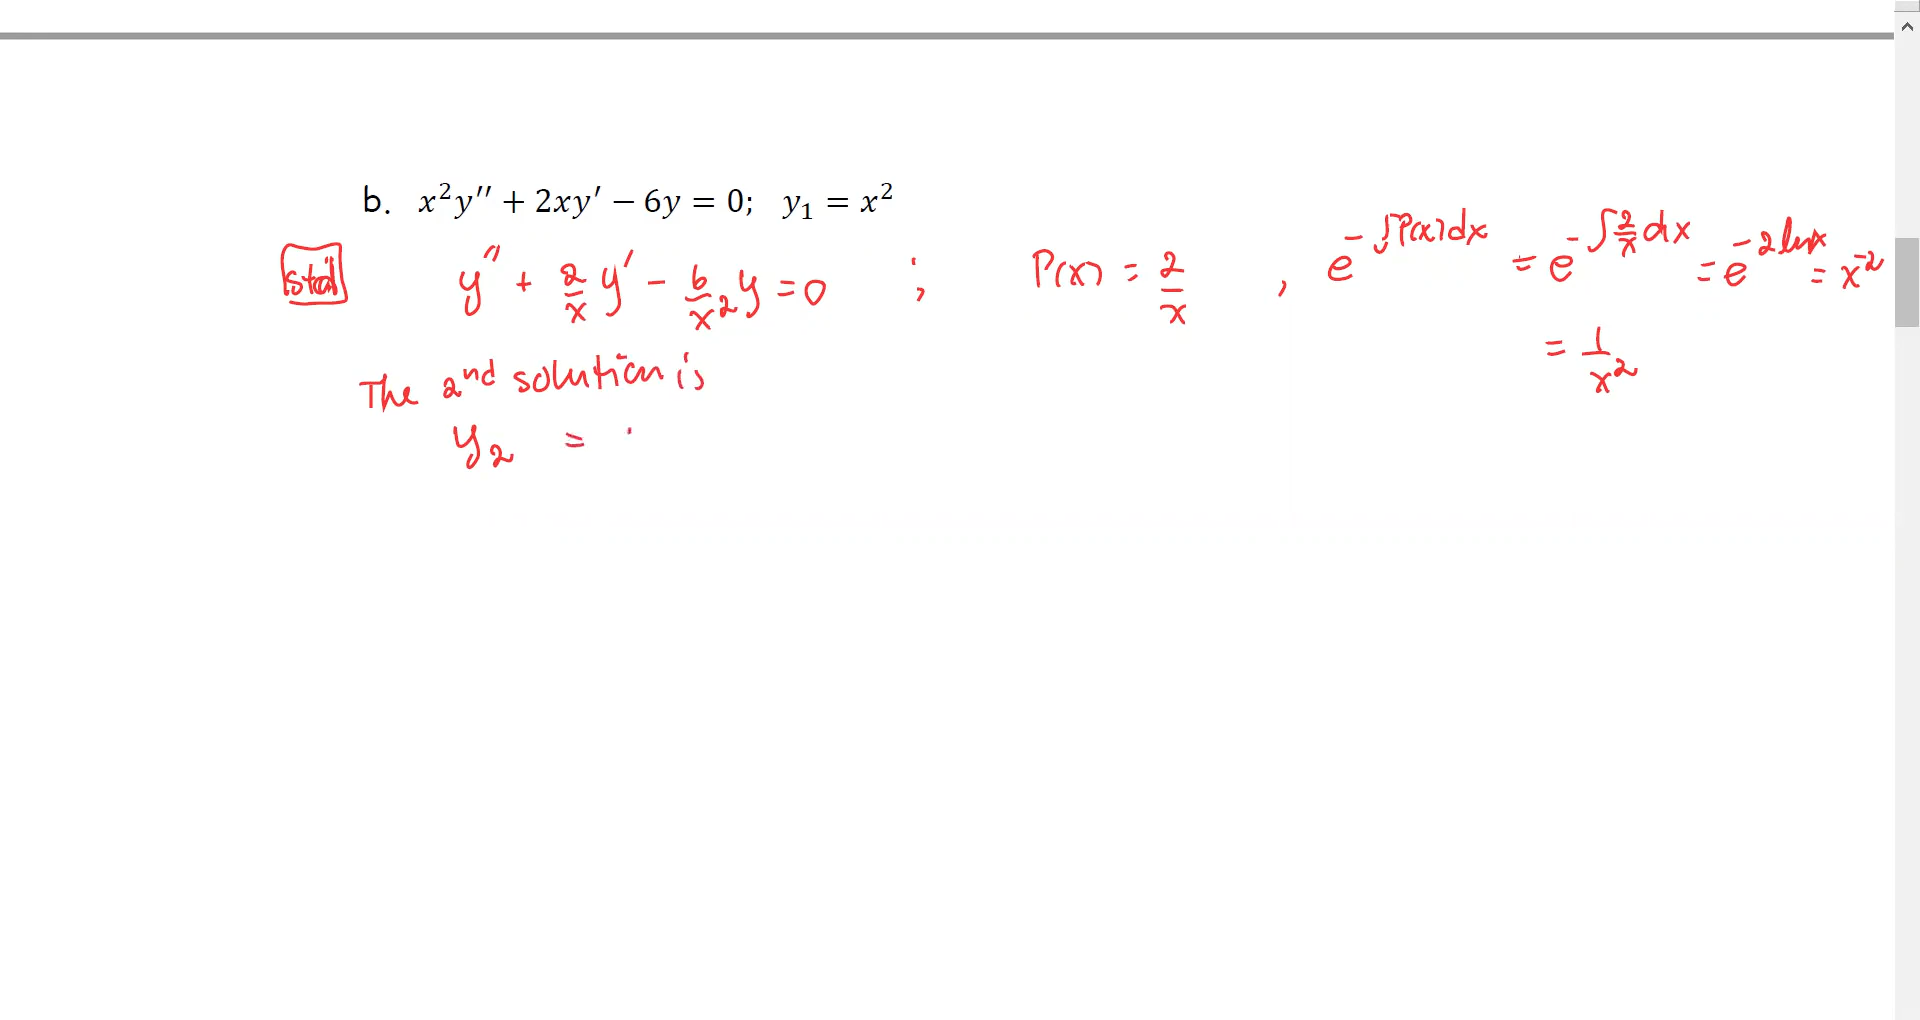 b. x²y″ + 2xy′ − 6y = 0; y₁ = x²
std y″ + 2/x y′ − 6/x² y = 0 ; P(x) = 2/x , e^(−∫P(x)dx) = e^(−∫2/x dx) = e^(−2lnx) = x⁻²
= 1/x²
The 2nd solution is
y₂ =